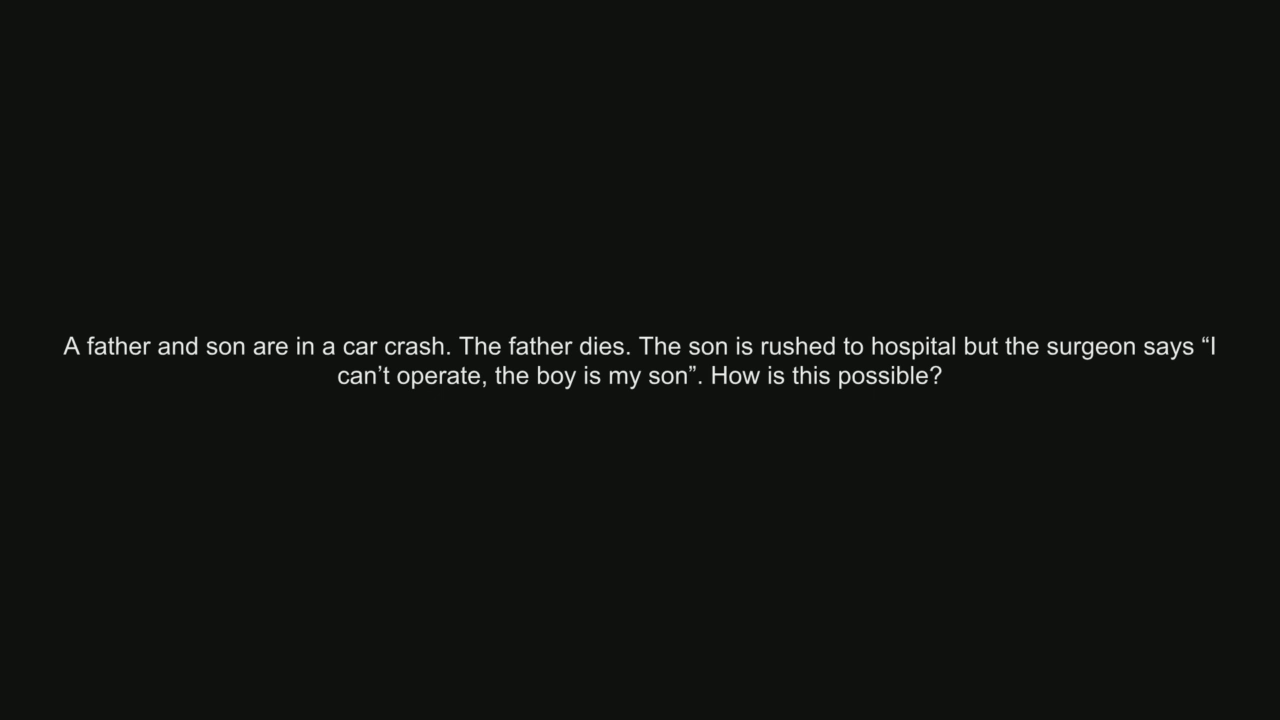 A father and son are in a car crash. The father dies. The son is rushed to hospital but the surgeon says “I
can’t operate, the boy is my son”. How is this possible?